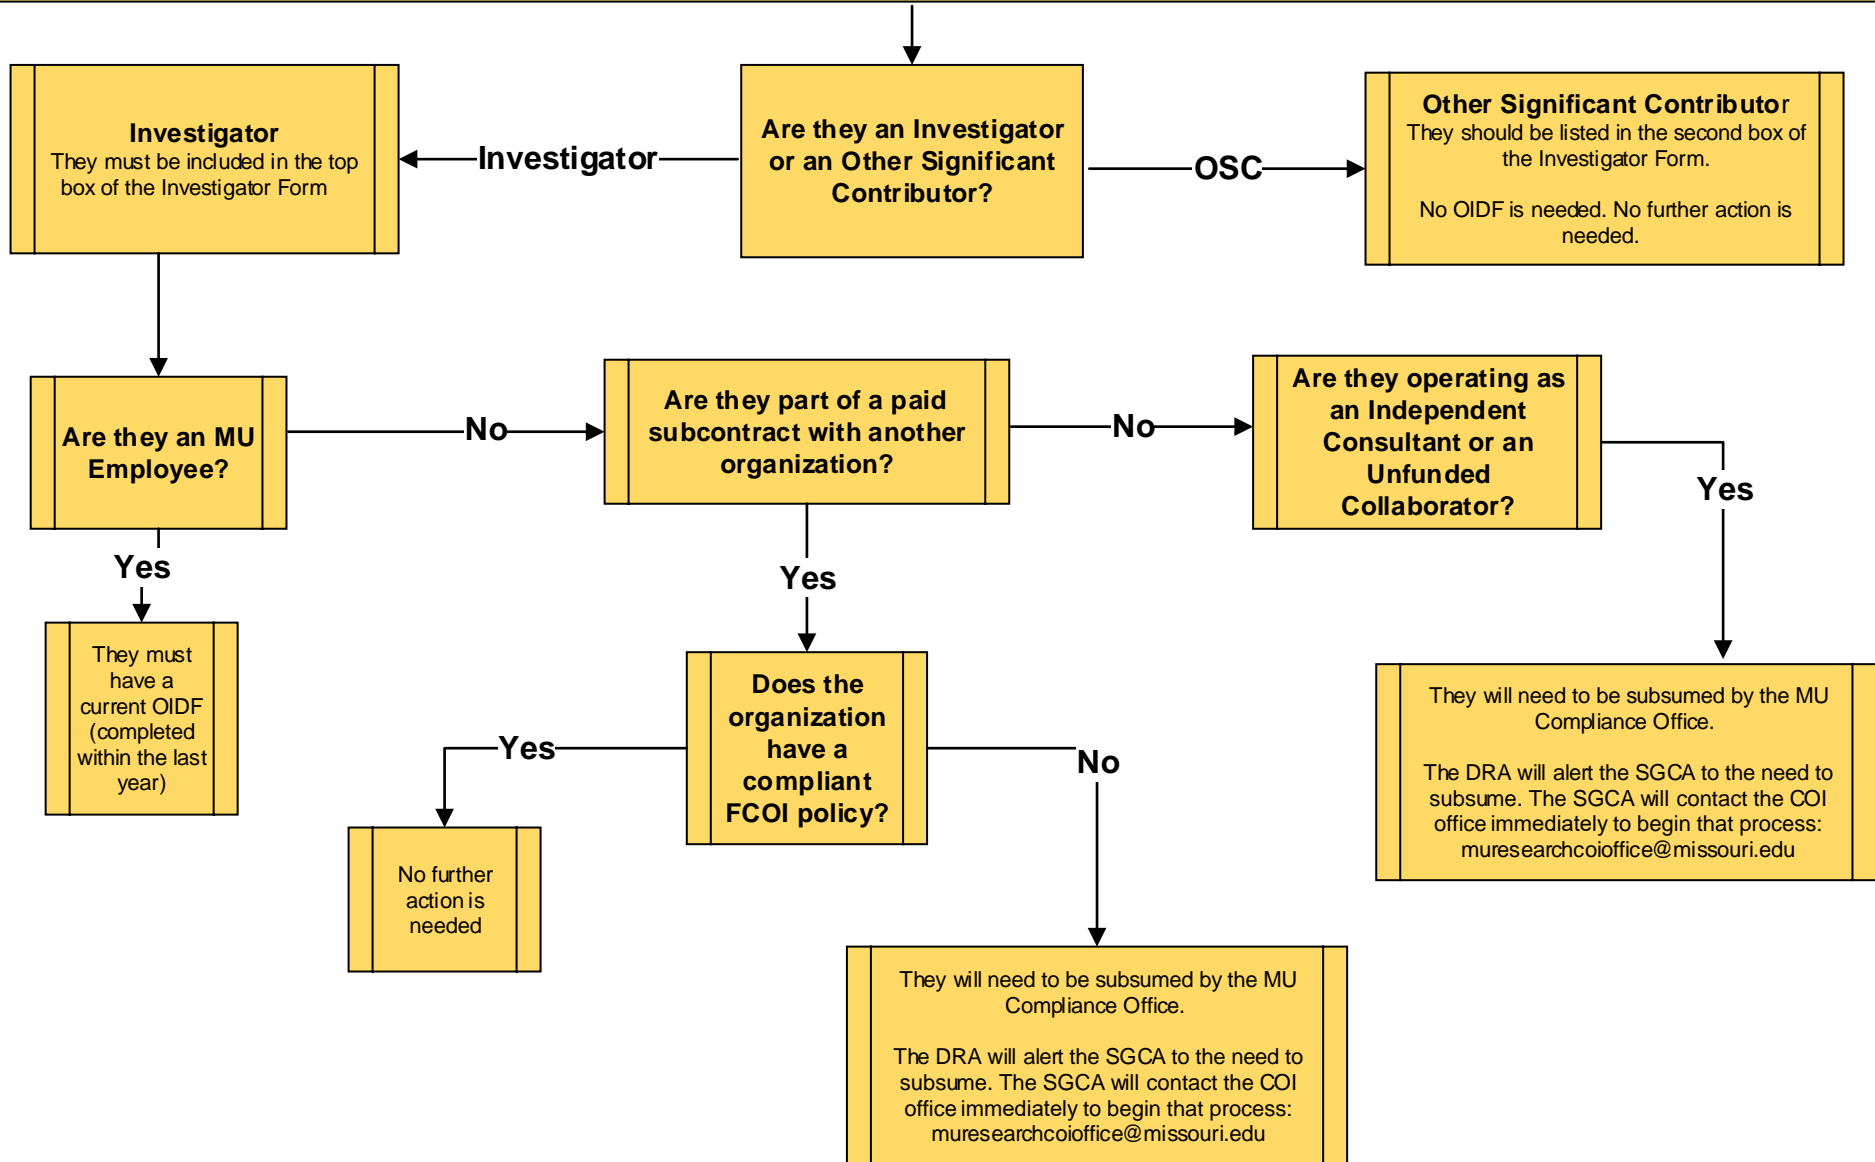 Investigator
They must be included in the top
box of the Investigator Form
Investigator
Are they an Investigator
or an Other Significant
Contributor?
OSC
Other Significant Contributor
They should be listed in the second box of
the Investigator Form.
No OIDF is needed. No further action is
needed.
Are they an MU
Employee?
No
Are they part of a paid
subcontract with another
organization?
No
Are they operating as
an Independent
Consultant or an
Unfunded
Collaborator?
Yes
Yes
Yes
They must
have a
current OIDF
(completed
within the last
year)
Does the
organization
have a
compliant
FCOI policy?
Yes
No
They will need to be subsumed by the MU
Compliance Office.
The DRA will alert the SGCA to the need to
subsume. The SGCA will contact the COI
office immediately to begin that process:
muresearchcoioffice@missouri.edu
No further
action is
needed
They will need to be subsumed by the MU
Compliance Office.
The DRA will alert the SGCA to the need to
subsume. The SGCA will contact the COI
office immediately to begin that process:
muresearchcoioffice@missouri.edu